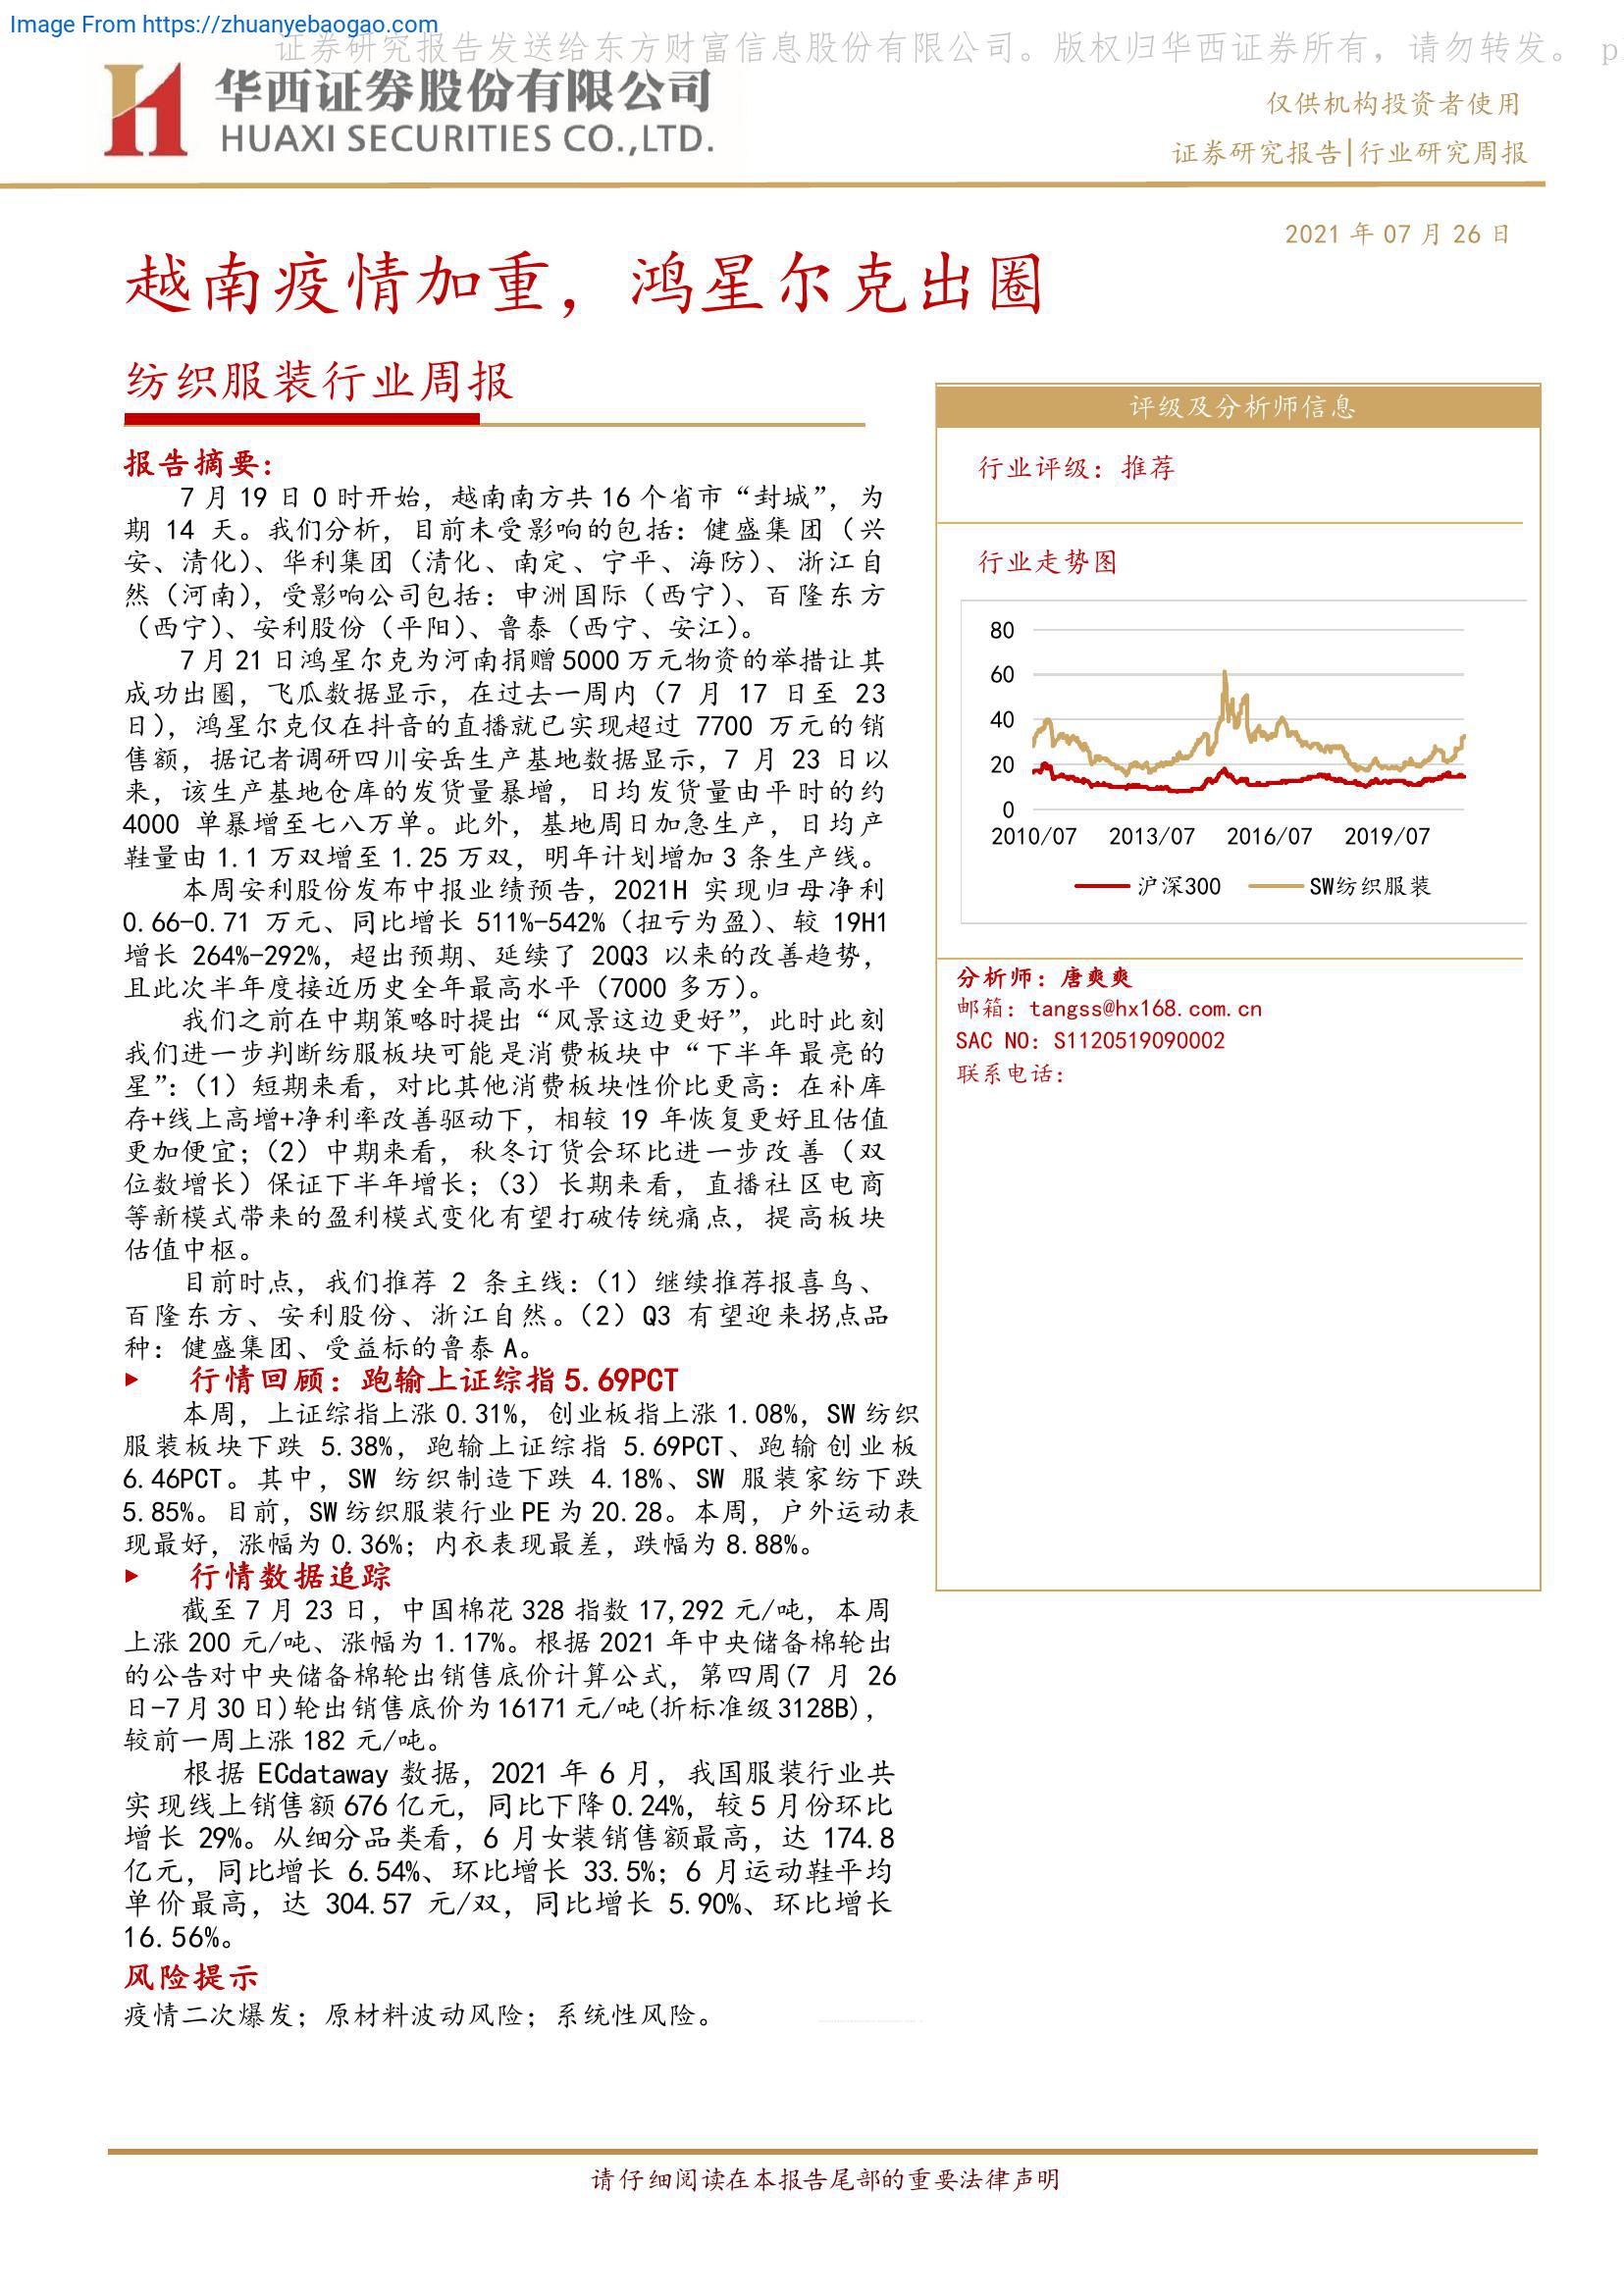 Image From https://zhuanyebaogao.com
证券研究报告发送给东方财富信息股份有限公司。版权归华西证券所有，请勿转发。 p
华西证券股份有限公司
HUAXI SECURITIES CO.,LTD.
仅供机构投资者使用
证券研究报告|行业研究周报
2021 年 07 月 26 日
越南疫情加重，鸿星尔克出圈
纺织服装行业周报
报告摘要：
7 月 19 日 0 时开始，越南南方共 16 个省市“封城”，为
期 14 天。我们分析，目前未受影响的包括：健盛集团（兴
安、清化）、华利集团（清化、南定、宁平、海防）、浙江自
然（河南），受影响公司包括：申洲国际（西宁）、百隆东方
（西宁）、安利股份（平阳）、鲁泰（西宁、安江）。
7 月 21 日鸿星尔克为河南捐赠 5000 万元物资的举措让其
成功出圈，飞瓜数据显示，在过去一周内（7 月 17 日至 23
日），鸿星尔克仅在抖音的直播就已实现超过 7700 万元的销
售额，据记者调研四川安岳生产基地数据显示，7 月 23 日以
来，该生产基地仓库的发货量暴增，日均发货量由平时的约
4000 单暴增至七八万单。此外，基地周日加急生产，日均产
鞋量由 1.1 万双增至 1.25 万双，明年计划增加 3 条生产线。
本周安利股份发布中报业绩预告，2021H 实现归母净利
0.66-0.71 万元、同比增长 511%-542%（扭亏为盈）、较 19H1
增长 264%-292%，超出预期、延续了 20Q3 以来的改善趋势，
且此次半年度接近历史全年最高水平（7000 多万）。
我们之前在中期策略时提出“风景这边更好”，此时此刻
我们进一步判断纺服板块可能是消费板块中“下半年最亮的
星”：（1）短期来看，对比其他消费板块性价比更高：在补库
存+线上高增+净利率改善驱动下，相较 19 年恢复更好且估值
更加便宜；（2）中期来看，秋冬订货会环比进一步改善（双
位数增长）保证下半年增长；（3）长期来看，直播社区电商
等新模式带来的盈利模式变化有望打破传统痛点，提高板块
估值中枢。
目前时点，我们推荐 2 条主线：（1）继续推荐报喜鸟、
百隆东方、安利股份、浙江自然。（2）Q3 有望迎来拐点品
种：健盛集团、受益标的鲁泰 A。
行情回顾：跑输上证综指 5.69PCT
本周，上证综指上涨 0.31%，创业板指上涨 1.08%，SW 纺织
服装板块下跌 5.38%，跑输上证综指 5.69PCT、跑输创业板
6.46PCT。其中，SW 纺织制造下跌 4.18%、SW 服装家纺下跌
5.85%。目前，SW 纺织服装行业 PE 为 20.28。本周，户外运动表
现最好，涨幅为 0.36%；内衣表现最差，跌幅为 8.88%。
行情数据追踪
截至 7 月 23 日，中国棉花 328 指数 17,292 元/吨，本周
上涨 200 元/吨、涨幅为 1.17%。根据 2021 年中央储备棉轮出
的公告对中央储备棉轮出销售底价计算公式，第四周(7 月 26
日-7 月 30 日)轮出销售底价为 16171 元/吨(折标准级 3128B)，
较前一周上涨 182 元/吨。
根据 ECdataway 数据，2021 年 6 月，我国服装行业共
实现线上销售额 676 亿元，同比下降 0.24%，较 5 月份环比
增长 29%。从细分品类看，6 月女装销售额最高，达 174.8
亿元，同比增长 6.54%、环比增长 33.5%；6 月运动鞋平均
单价最高，达 304.57 元/双，同比增长 5.90%、环比增长
16.56%。
风险提示
疫情二次爆发；原材料波动风险；系统性风险。
评级及分析师信息
行业评级：推荐
行业走势图
80
60
40
20
0
2010/07 2013/07 2016/07 2019/07
沪深300 SW纺织服装
分析师：唐爽爽
邮箱：tangss@hx168.com.cn
SAC NO：S1120519090002
联系电话：
请仔细阅读在本报告尾部的重要法律声明